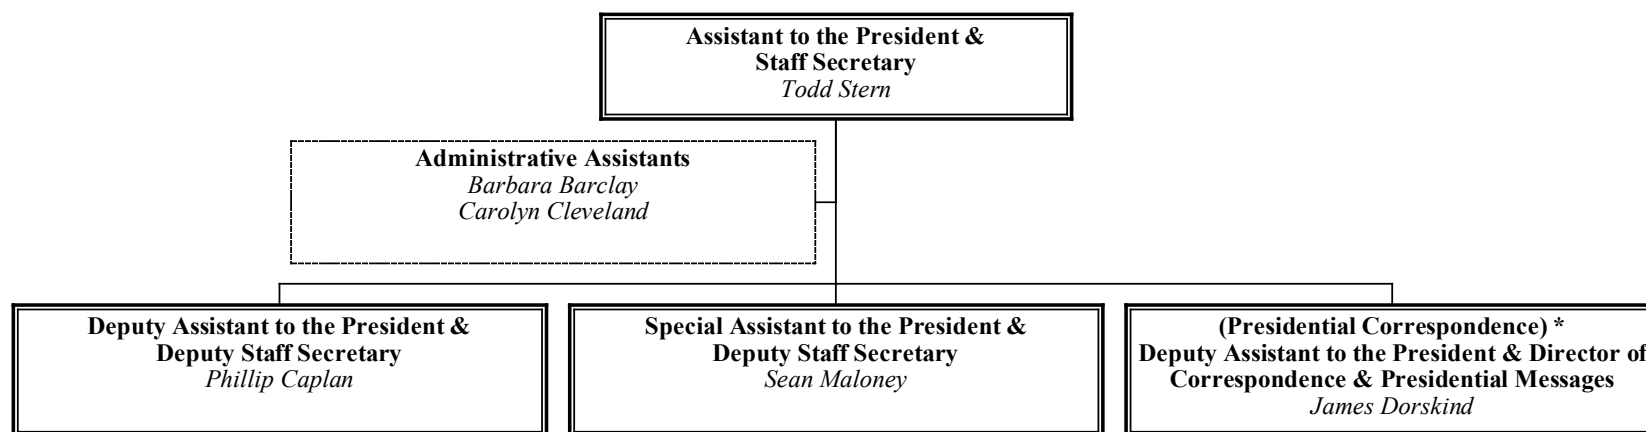 Assistant to the President &
Staff Secretary
Todd Stern
Administrative Assistants
Barbara Barclay
Carolyn Cleveland
Deputy Assistant to the President &
Deputy Staff Secretary
Phillip Caplan
Special Assistant to the President &
Deputy Staff Secretary
Sean Maloney
(Presidential Correspondence) *
Deputy Assistant to the President & Director of
Correspondence & Presidential Messages
James Dorskind